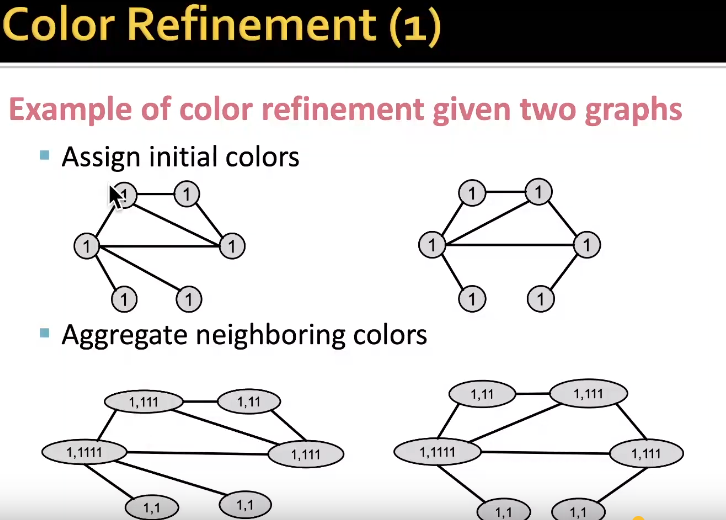 Color Refinement (1)
Example of color refinement given two graphs
Assign initial colors
1 1 1 1
1 1 1 1
1 1 1 1
Aggregate neighboring colors
1,111 1,11 1,11 1,111
1,1111 1,111 1,1111 1,111
1,1 1,1 1,1 1,1